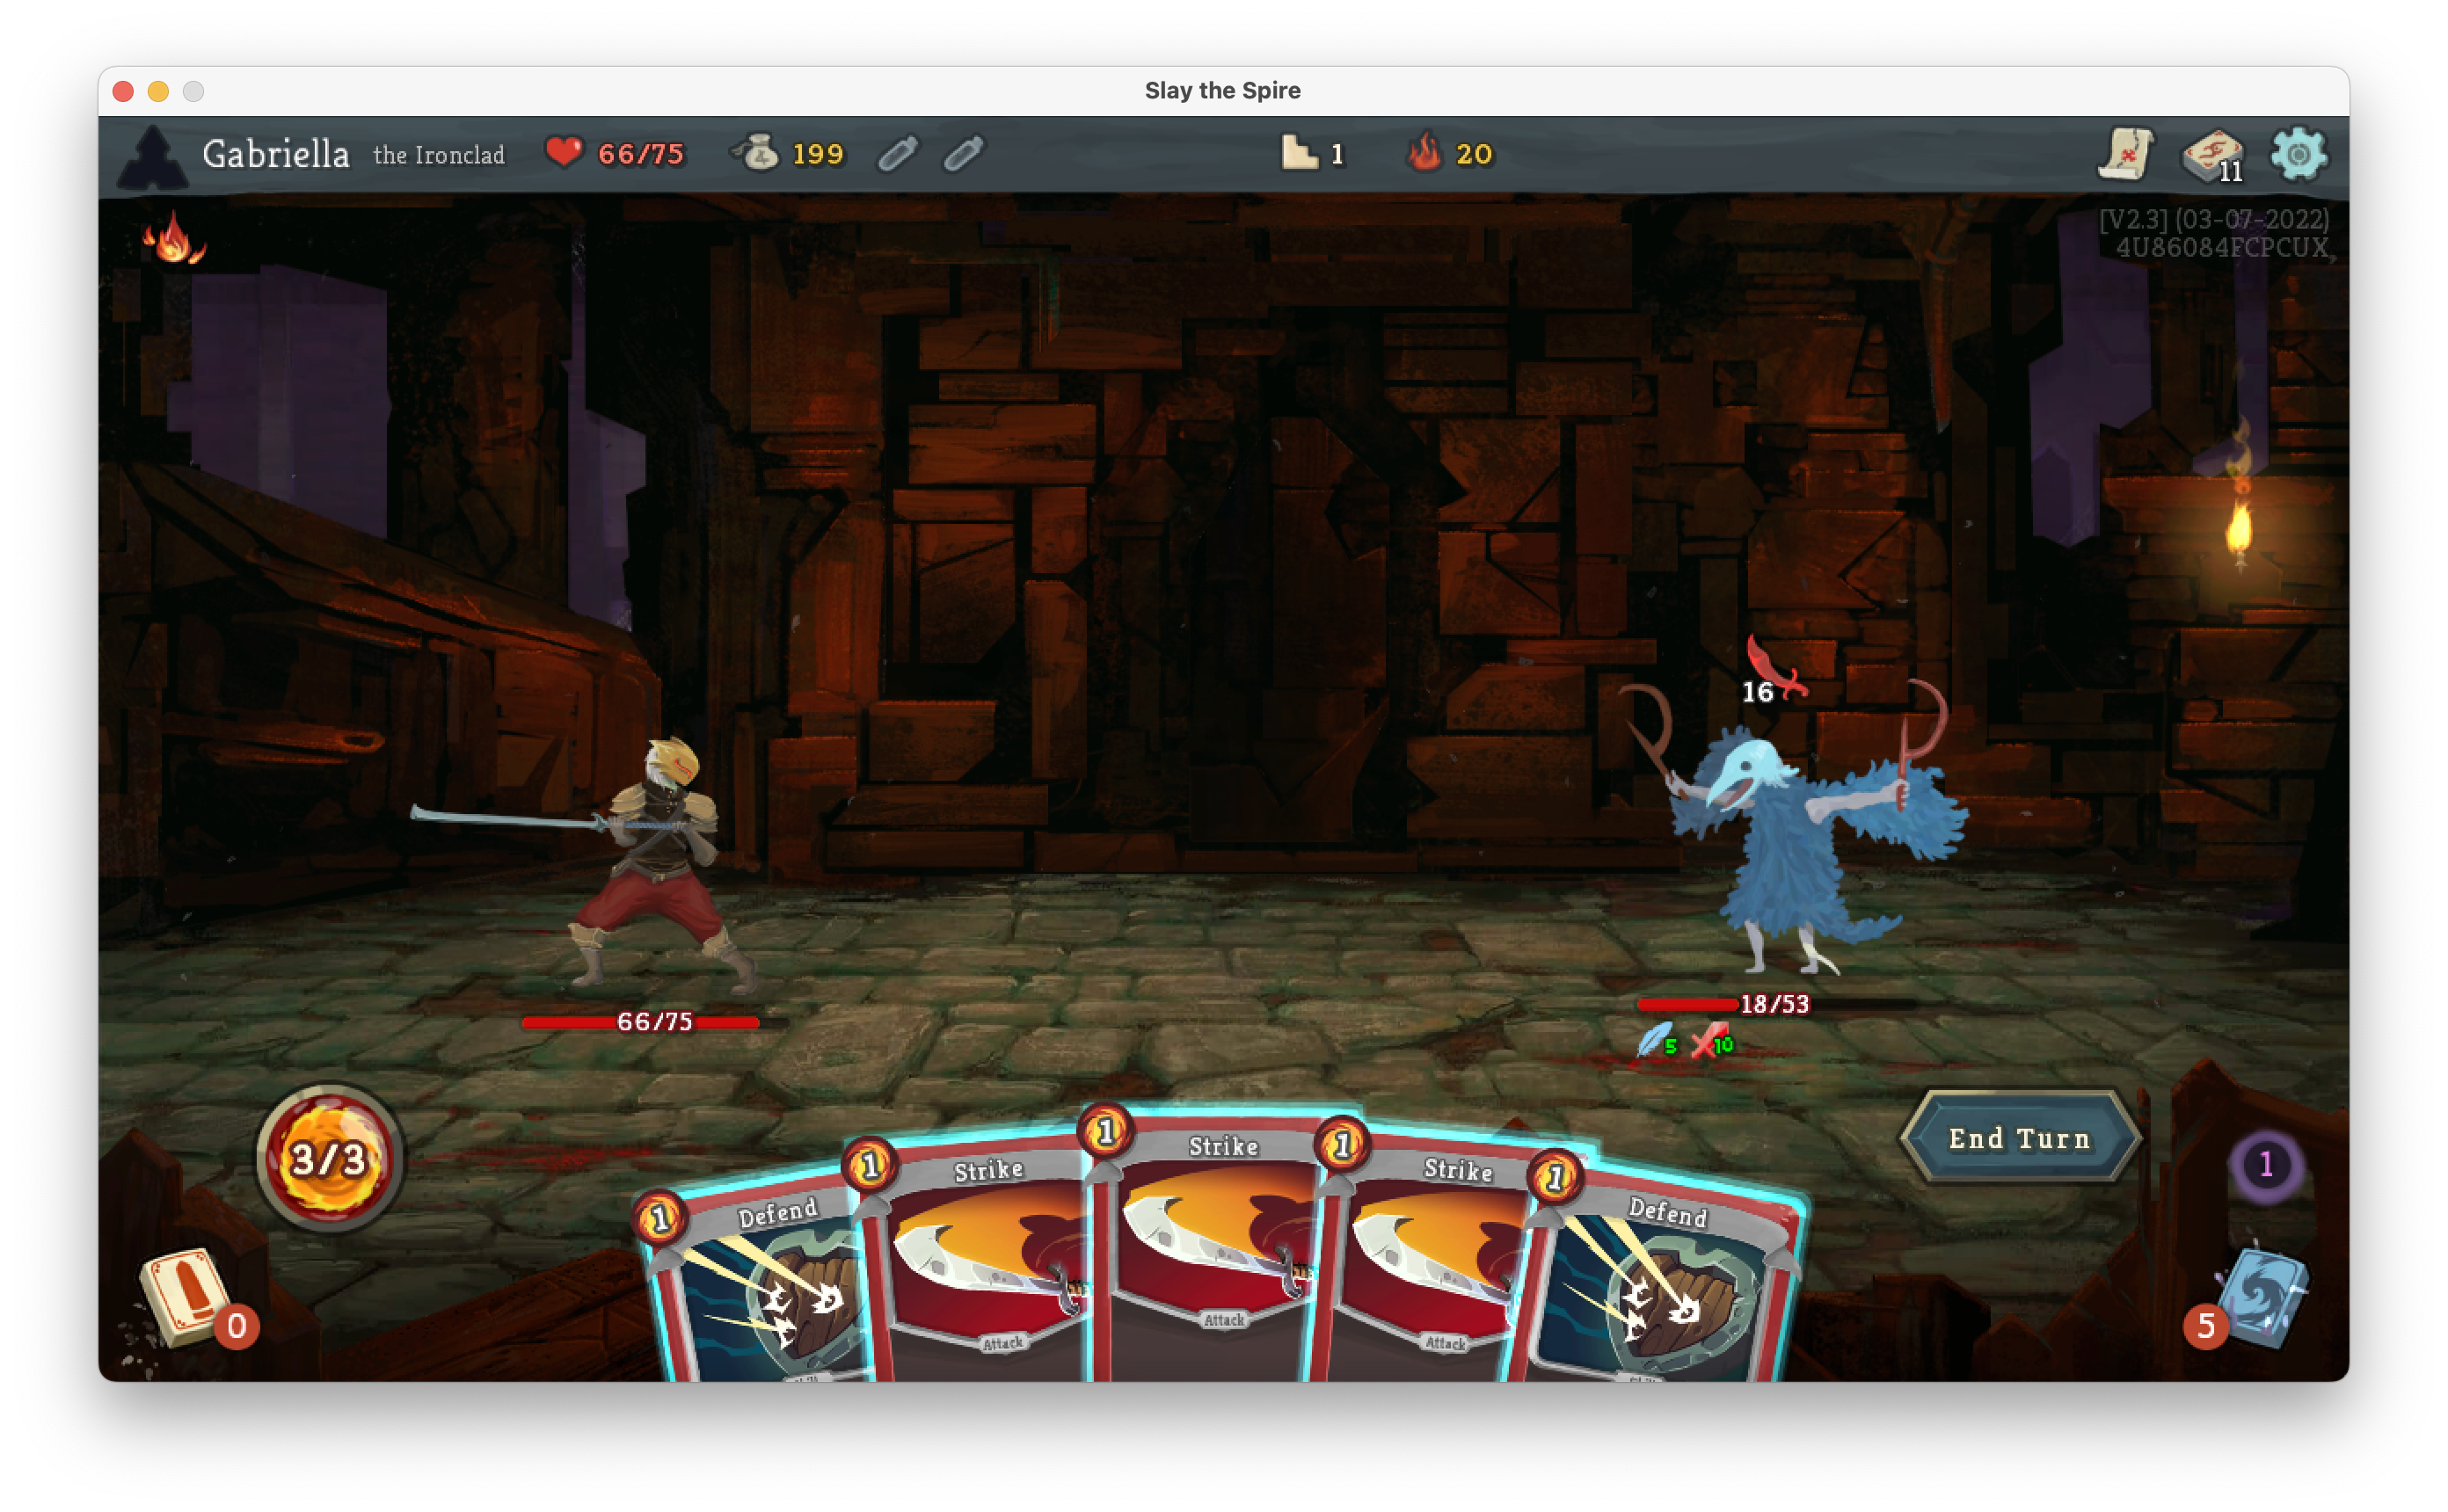 Slay the Spire
Gabriella the Ironclad 66/75 4 199 1 20 11
[V2.3] (03-07-2022)
4U86084FCPCUX
16
66/75
18/53
5 10
3/3
End Turn
1
1 Defend
1 Strike
Attack
1 Strike
Attack
1 Strike
Attack
1 Defend
0
5